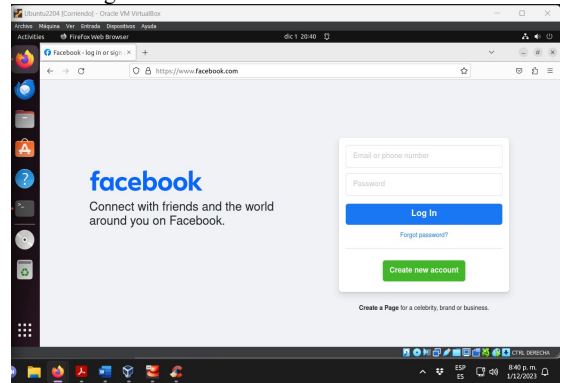 Ubuntu2204 [Corriendo] - Oracle VM VirtualBox
Archivo Máquina Ver Entrada Dispositivos Ayuda
Activities Firefox Web Browser dic 1 20:40
Facebook - log in or sign
https://www.facebook.com
facebook
Connect with friends and the world
around you on Facebook.
Email or phone number
Password
Log In
Forgot password?
Create new account
Create a Page for a celebrity, brand or business.
CTRL DERECHA
ESP
ES
8:40 p. m.
1/12/2023